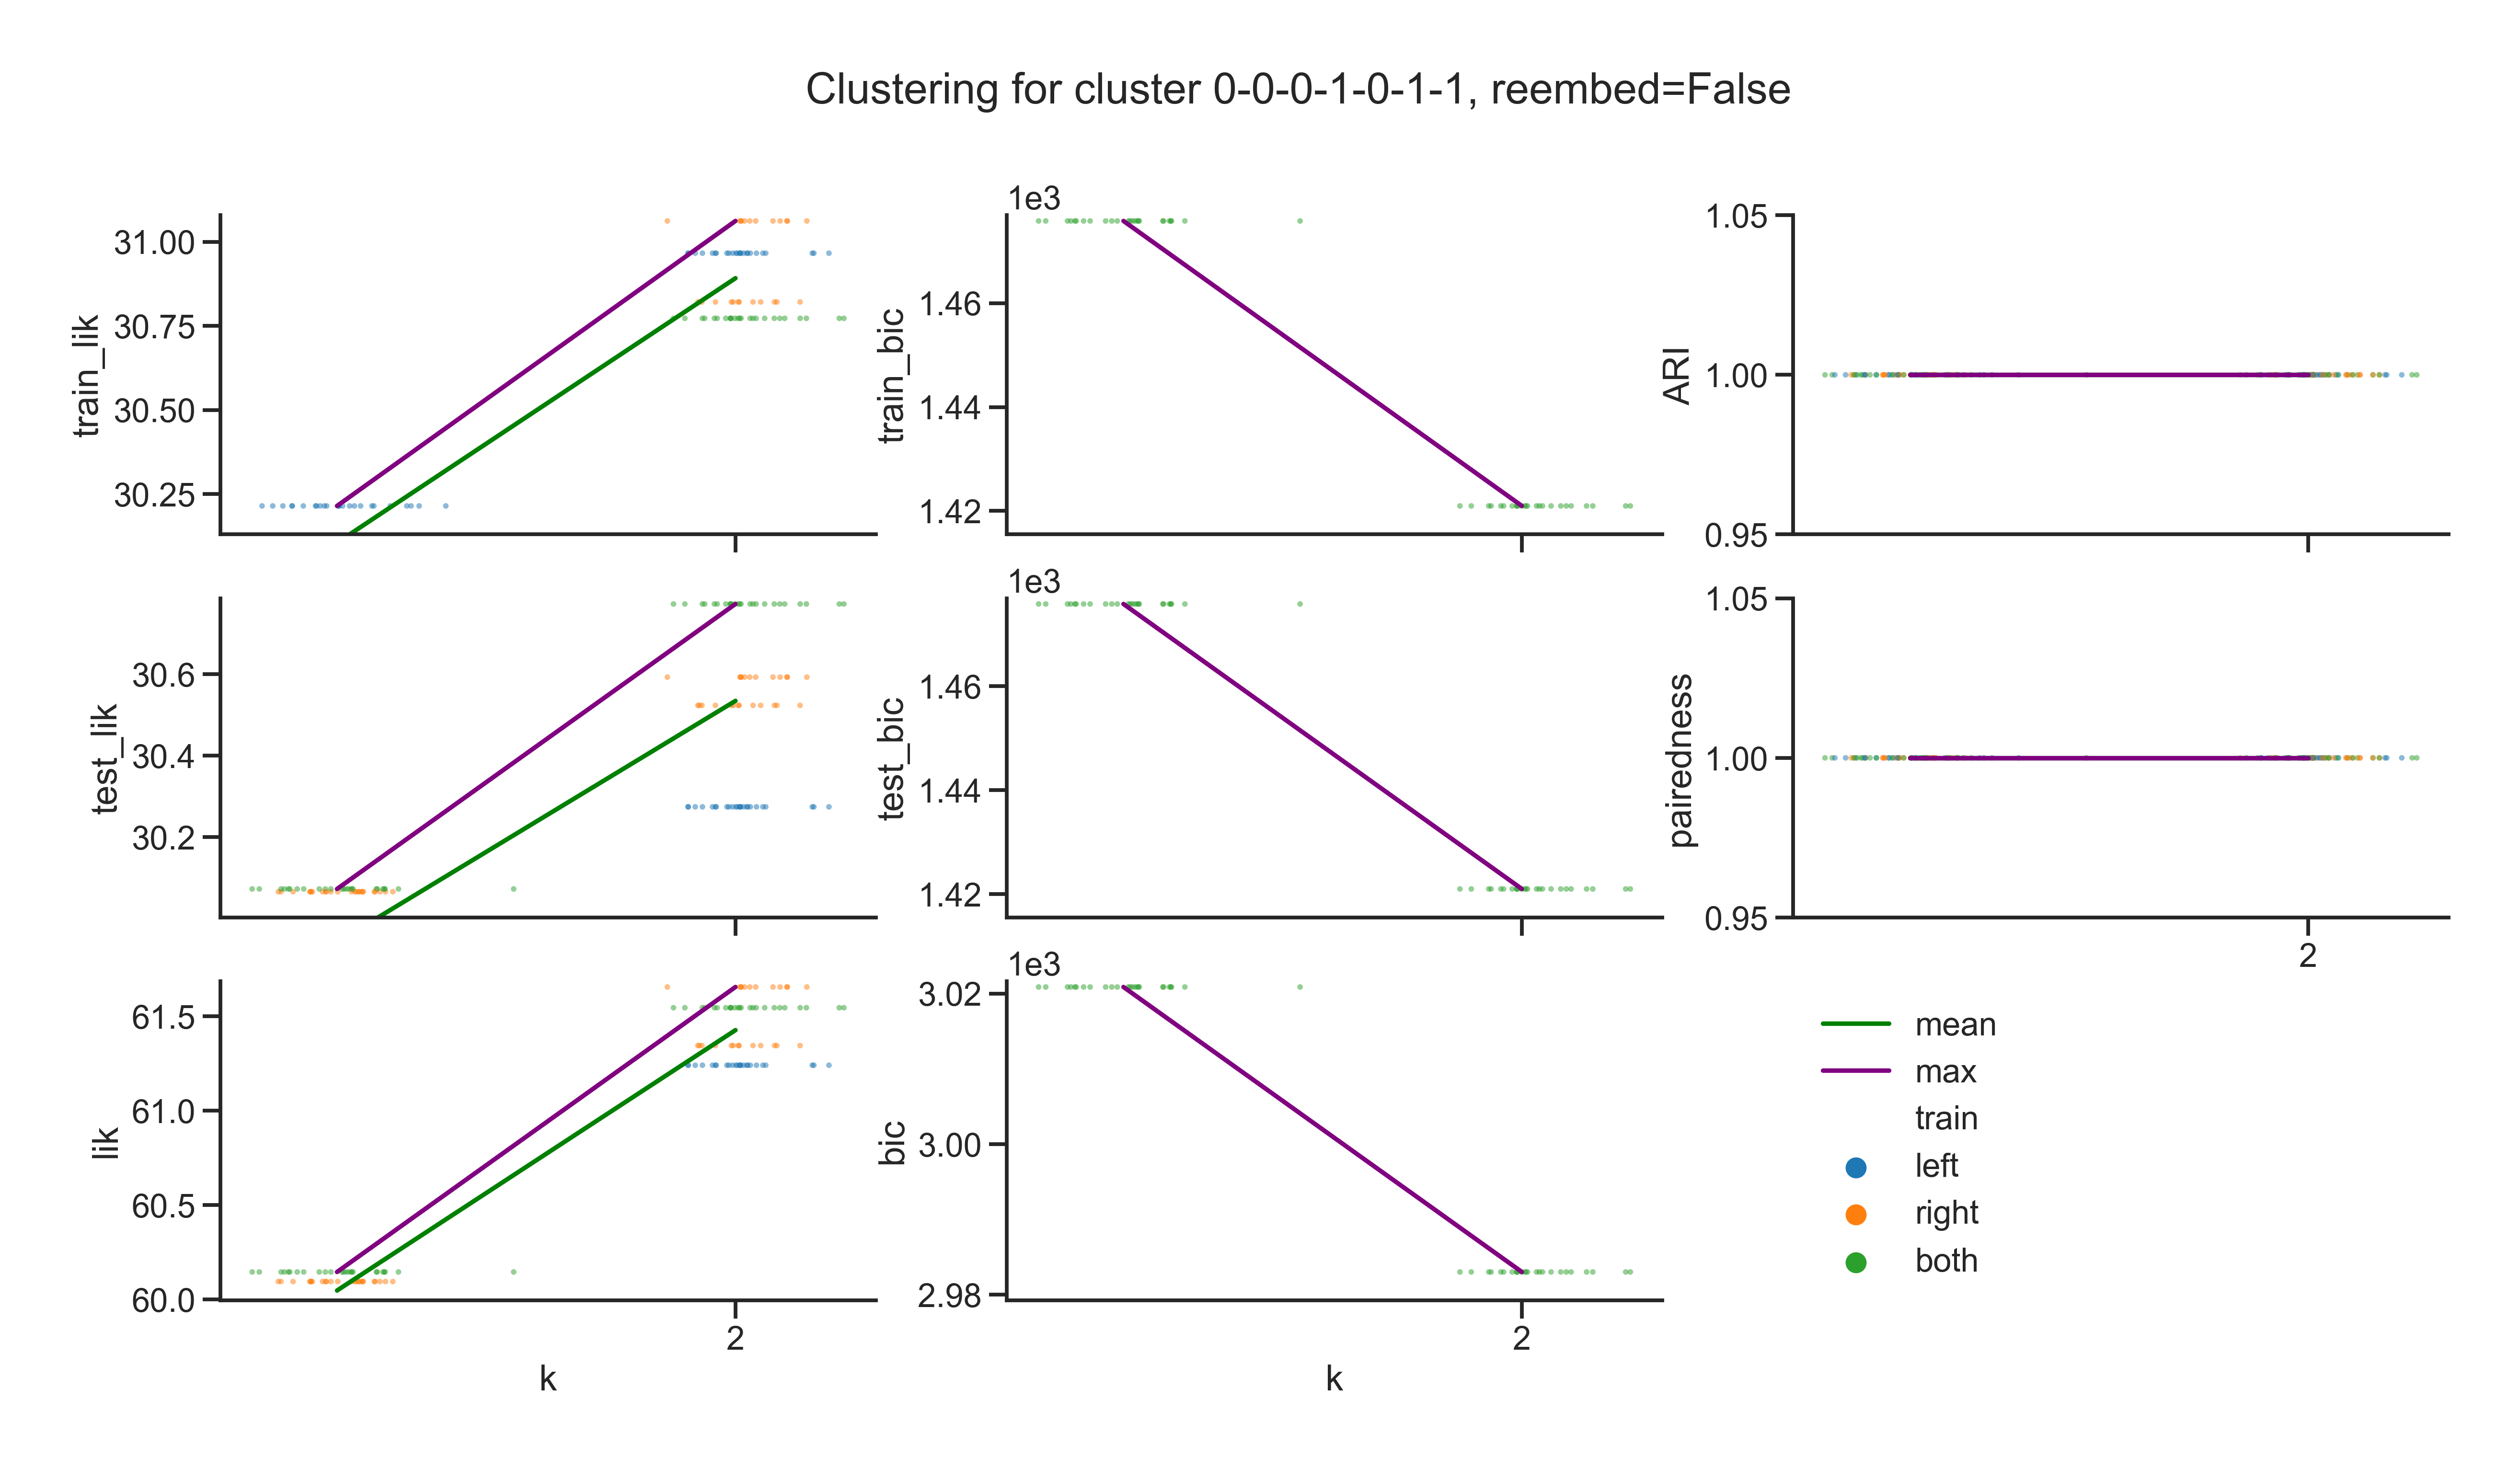 Clustering for cluster 0-0-0-1-0-1-1, reembed=False
train_lik
31.00
30.75
30.50
30.25
1e3
train_bic
1.46
1.44
1.42
ARI
1.05
1.00
0.95
test_lik
30.6
30.4
30.2
1e3
test_bic
1.46
1.44
1.42
pairedness
1.05
1.00
0.95
2
lik
61.5
61.0
60.5
60.0
2
k
1e3
bic
3.02
3.00
2.98
2
k
mean
max
train
left
right
both